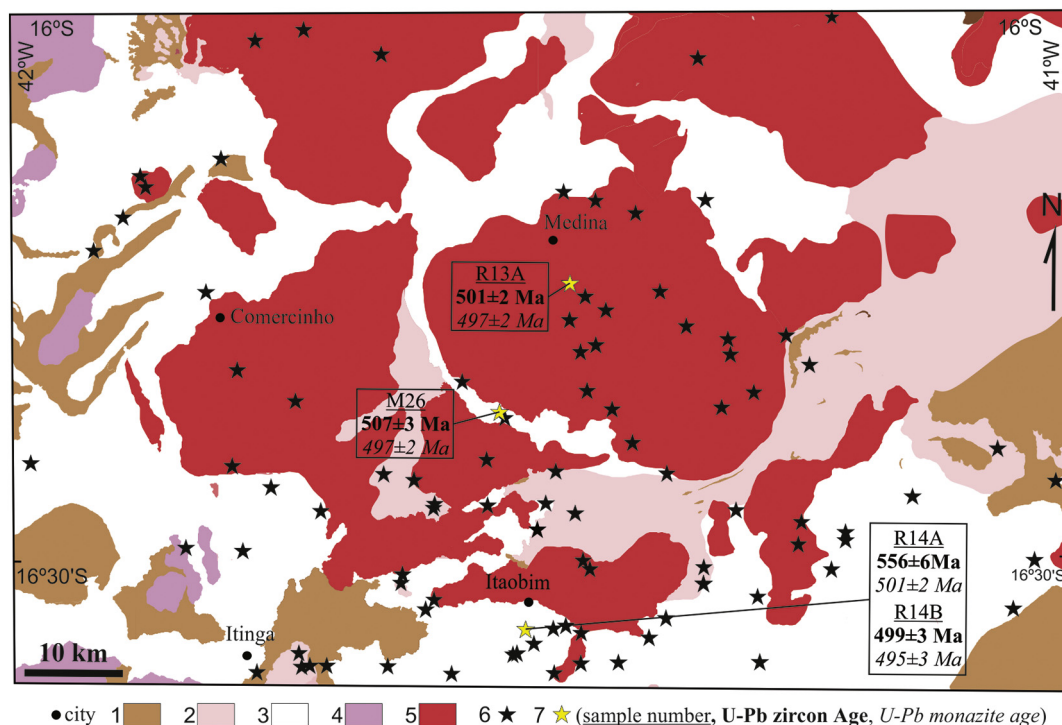 16ºS
16ºS
42ºW
41ºW
N
Medina
R13A
501±2 Ma
497±2 Ma
Comercinho
M26
507±3 Ma
497±2 Ma
R14A
556±6Ma
501±2 Ma
R14B
499±3 Ma
495±3 Ma
16º30'S
16º30'S
Itaobim
Itinga
10 km
city 1 2 3 4 5 6 7 (sample number, U-Pb zircon Age, U-Pb monazite age)